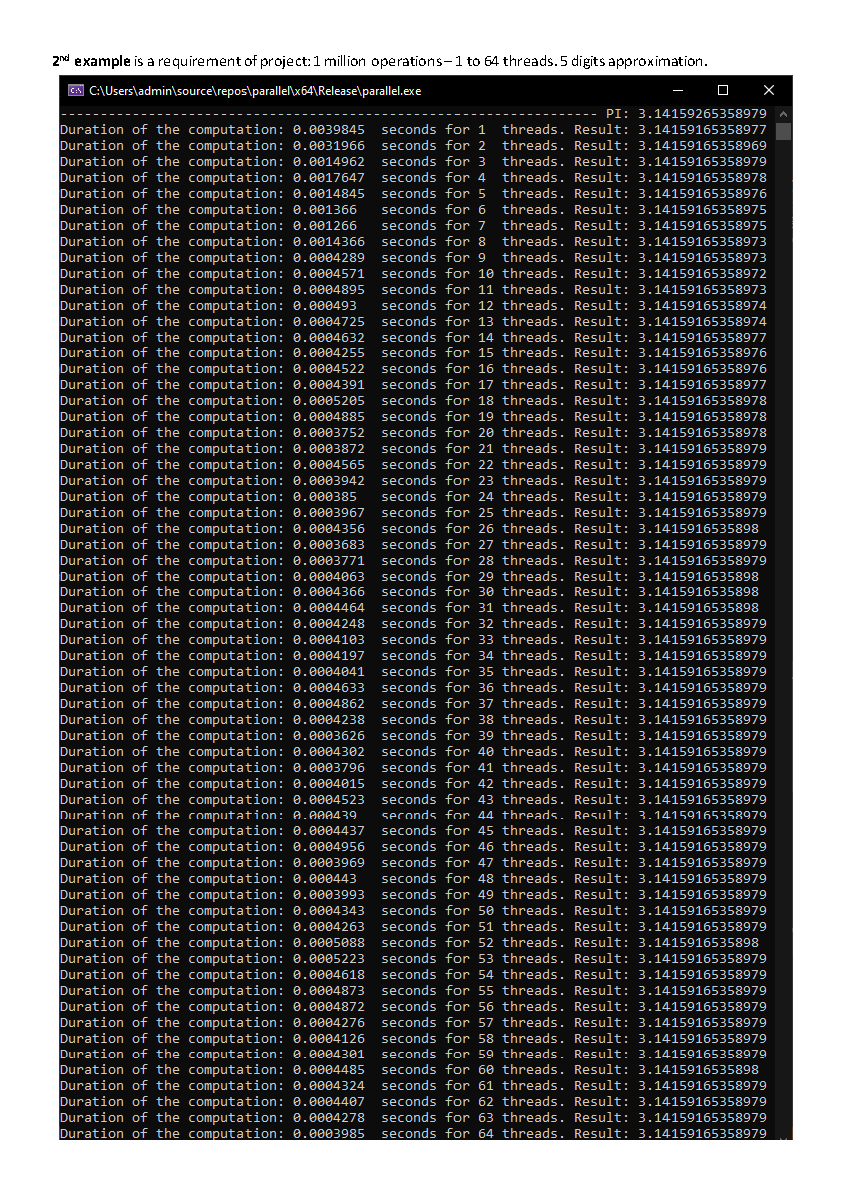 2nd example is a requirement of project: 1 million operations – 1 to 64 threads. 5 digits approximation.
C:\Users\admin\source\repos\parallel\x64\Release\parallel.exe
------------------------------------------------------------------- PI: 3.14159265358979
Duration of the computation: 0.0039845  seconds for 1  threads. Result: 3.14159165358977
Duration of the computation: 0.0031966  seconds for 2  threads. Result: 3.14159165358969
Duration of the computation: 0.0014962  seconds for 3  threads. Result: 3.14159165358979
Duration of the computation: 0.0017647  seconds for 4  threads. Result: 3.14159165358978
Duration of the computation: 0.0014845  seconds for 5  threads. Result: 3.14159165358976
Duration of the computation: 0.001366   seconds for 6  threads. Result: 3.14159165358975
Duration of the computation: 0.001266   seconds for 7  threads. Result: 3.14159165358975
Duration of the computation: 0.0014366  seconds for 8  threads. Result: 3.14159165358973
Duration of the computation: 0.0004289  seconds for 9  threads. Result: 3.14159165358973
Duration of the computation: 0.0004571  seconds for 10 threads. Result: 3.14159165358972
Duration of the computation: 0.0004895  seconds for 11 threads. Result: 3.14159165358973
Duration of the computation: 0.000493   seconds for 12 threads. Result: 3.14159165358974
Duration of the computation: 0.0004725  seconds for 13 threads. Result: 3.14159165358974
Duration of the computation: 0.0004632  seconds for 14 threads. Result: 3.14159165358977
Duration of the computation: 0.0004255  seconds for 15 threads. Result: 3.14159165358976
Duration of the computation: 0.0004522  seconds for 16 threads. Result: 3.14159165358976
Duration of the computation: 0.0004391  seconds for 17 threads. Result: 3.14159165358977
Duration of the computation: 0.0005205  seconds for 18 threads. Result: 3.14159165358978
Duration of the computation: 0.0004885  seconds for 19 threads. Result: 3.14159165358978
Duration of the computation: 0.0003752  seconds for 20 threads. Result: 3.14159165358978
Duration of the computation: 0.0003872  seconds for 21 threads. Result: 3.14159165358979
Duration of the computation: 0.0004565  seconds for 22 threads. Result: 3.14159165358979
Duration of the computation: 0.0003942  seconds for 23 threads. Result: 3.14159165358979
Duration of the computation: 0.000385   seconds for 24 threads. Result: 3.14159165358979
Duration of the computation: 0.0003967  seconds for 25 threads. Result: 3.14159165358979
Duration of the computation: 0.0004356  seconds for 26 threads. Result: 3.1415916535898
Duration of the computation: 0.0003683  seconds for 27 threads. Result: 3.14159165358979
Duration of the computation: 0.0003771  seconds for 28 threads. Result: 3.14159165358979
Duration of the computation: 0.0004063  seconds for 29 threads. Result: 3.1415916535898
Duration of the computation: 0.0004366  seconds for 30 threads. Result: 3.1415916535898
Duration of the computation: 0.0004464  seconds for 31 threads. Result: 3.1415916535898
Duration of the computation: 0.0004248  seconds for 32 threads. Result: 3.14159165358979
Duration of the computation: 0.0004103  seconds for 33 threads. Result: 3.14159165358979
Duration of the computation: 0.0004197  seconds for 34 threads. Result: 3.14159165358979
Duration of the computation: 0.0004041  seconds for 35 threads. Result: 3.14159165358979
Duration of the computation: 0.0004633  seconds for 36 threads. Result: 3.14159165358979
Duration of the computation: 0.0004862  seconds for 37 threads. Result: 3.14159165358979
Duration of the computation: 0.0004238  seconds for 38 threads. Result: 3.14159165358979
Duration of the computation: 0.0003626  seconds for 39 threads. Result: 3.14159165358979
Duration of the computation: 0.0004302  seconds for 40 threads. Result: 3.14159165358979
Duration of the computation: 0.0003796  seconds for 41 threads. Result: 3.14159165358979
Duration of the computation: 0.0004015  seconds for 42 threads. Result: 3.14159165358979
Duration of the computation: 0.0004523  seconds for 43 threads. Result: 3.14159165358979
Duration of the computation: 0.000439   seconds for 44 threads. Result: 3.14159165358979
Duration of the computation: 0.0004437  seconds for 45 threads. Result: 3.14159165358979
Duration of the computation: 0.0004956  seconds for 46 threads. Result: 3.14159165358979
Duration of the computation: 0.0003969  seconds for 47 threads. Result: 3.14159165358979
Duration of the computation: 0.000443   seconds for 48 threads. Result: 3.14159165358979
Duration of the computation: 0.0003993  seconds for 49 threads. Result: 3.14159165358979
Duration of the computation: 0.0004343  seconds for 50 threads. Result: 3.14159165358979
Duration of the computation: 0.0004263  seconds for 51 threads. Result: 3.14159165358979
Duration of the computation: 0.0005088  seconds for 52 threads. Result: 3.1415916535898
Duration of the computation: 0.0005223  seconds for 53 threads. Result: 3.14159165358979
Duration of the computation: 0.0004618  seconds for 54 threads. Result: 3.14159165358979
Duration of the computation: 0.0004873  seconds for 55 threads. Result: 3.14159165358979
Duration of the computation: 0.0004872  seconds for 56 threads. Result: 3.14159165358979
Duration of the computation: 0.0004276  seconds for 57 threads. Result: 3.14159165358979
Duration of the computation: 0.0004126  seconds for 58 threads. Result: 3.14159165358979
Duration of the computation: 0.0004301  seconds for 59 threads. Result: 3.14159165358979
Duration of the computation: 0.0004485  seconds for 60 threads. Result: 3.1415916535898
Duration of the computation: 0.0004324  seconds for 61 threads. Result: 3.14159165358979
Duration of the computation: 0.0004407  seconds for 62 threads. Result: 3.14159165358979
Duration of the computation: 0.0004278  seconds for 63 threads. Result: 3.14159165358979
Duration of the computation: 0.0003985  seconds for 64 threads. Result: 3.14159165358979